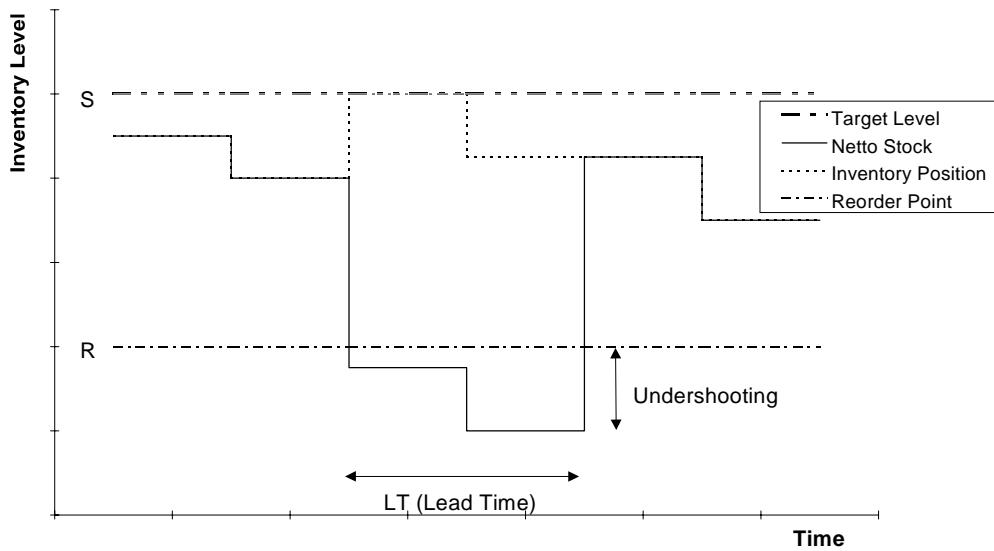 Inventory Level
S
Target Level
Netto Stock
Inventory Position
Reorder Point
R
Undershooting
LT (Lead Time)
Time